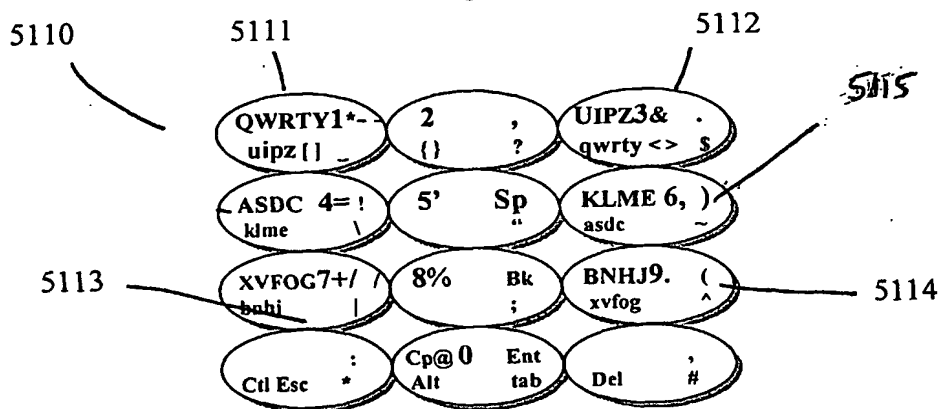 5110 5111 5112 5115
QWRTY1*- 2 , UIPZ3& .
uipz [] _ {} ? qwrty <> $
ASDC 4= ! 5' Sp KLME 6, )
klme \ “ asdc ~
XVFOG7+/ / 8% Bk BNHJ9. (
5113 bnhj | ; xvfog ^ 5114
: Cp@ 0 Ent ,
Ctl Esc * Alt tab Del #